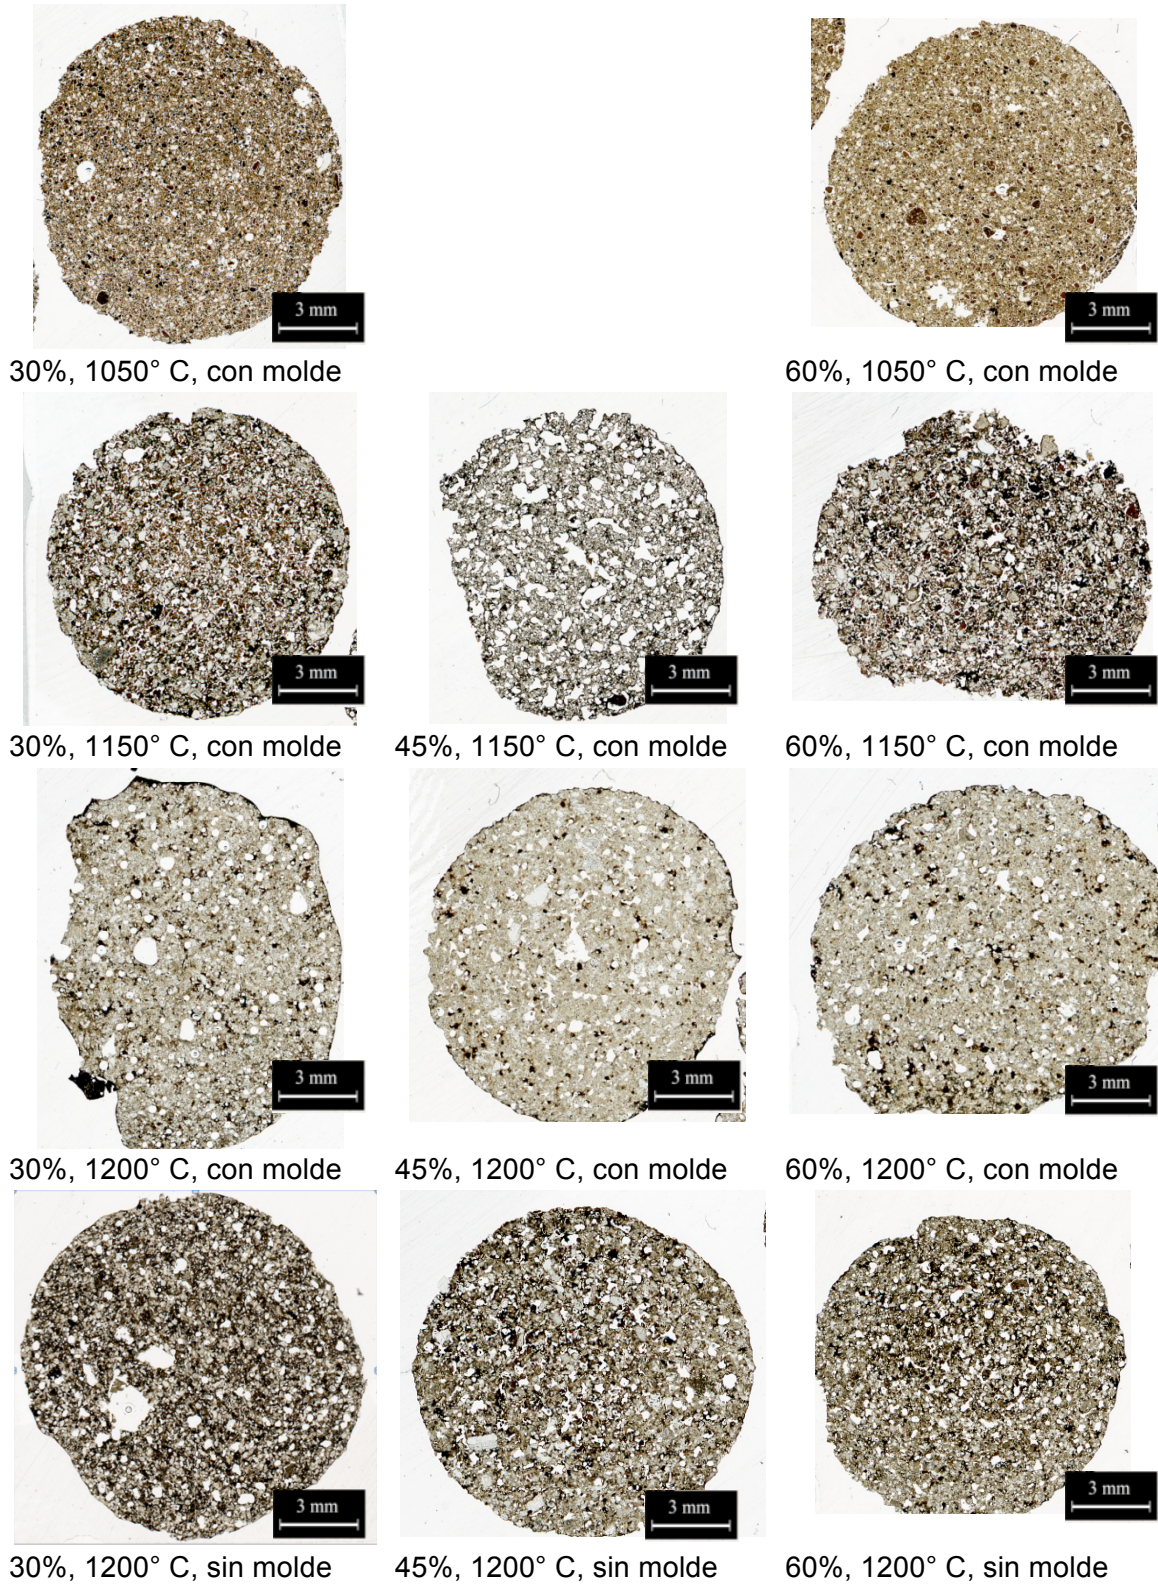 3 mm
3 mm
30%, 1050° C, con molde
60%, 1050° C, con molde
3 mm
3 mm
3 mm
30%, 1150° C, con molde
45%, 1150° C, con molde
60%, 1150° C, con molde
3 mm
3 mm
3 mm
30%, 1200° C, con molde
45%, 1200° C, con molde
60%, 1200° C, con molde
3 mm
3 mm
3 mm
30%, 1200° C, sin molde
45%, 1200° C, sin molde
60%, 1200° C, sin molde